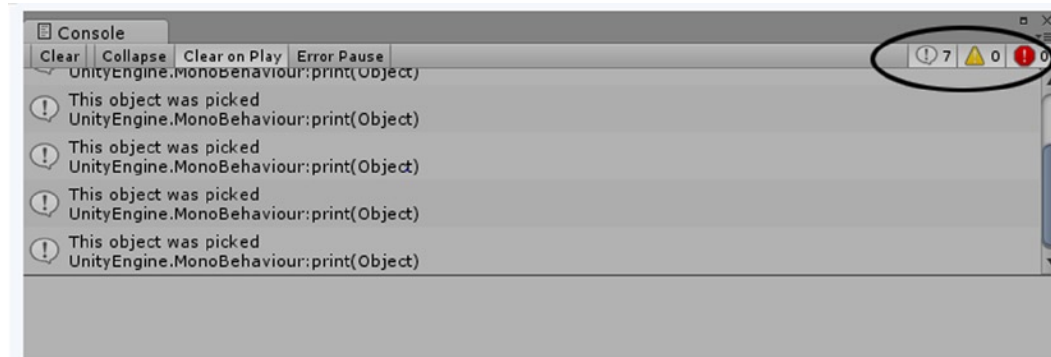 Console
Clear Collapse Clear on Play Error Pause 7 0 0
UnityEngine.MonoBehaviour:print(Object)
This object was picked
UnityEngine.MonoBehaviour:print(Object)
This object was picked
UnityEngine.MonoBehaviour:print(Object)
This object was picked
UnityEngine.MonoBehaviour:print(Object)
This object was picked
UnityEngine.MonoBehaviour:print(Object)